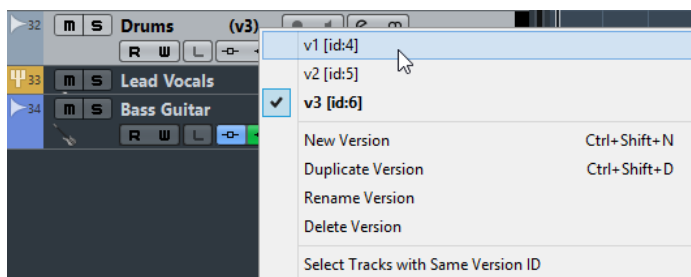 32 m S Drums (v3) e m
R W L
33 m S Lead Vocals
34 m S Bass Guitar
R W L
v1 [id:4]
v2 [id:5]
v3 [id:6]
New Version Ctrl+Shift+N
Duplicate Version Ctrl+Shift+D
Rename Version
Delete Version
Select Tracks with Same Version ID